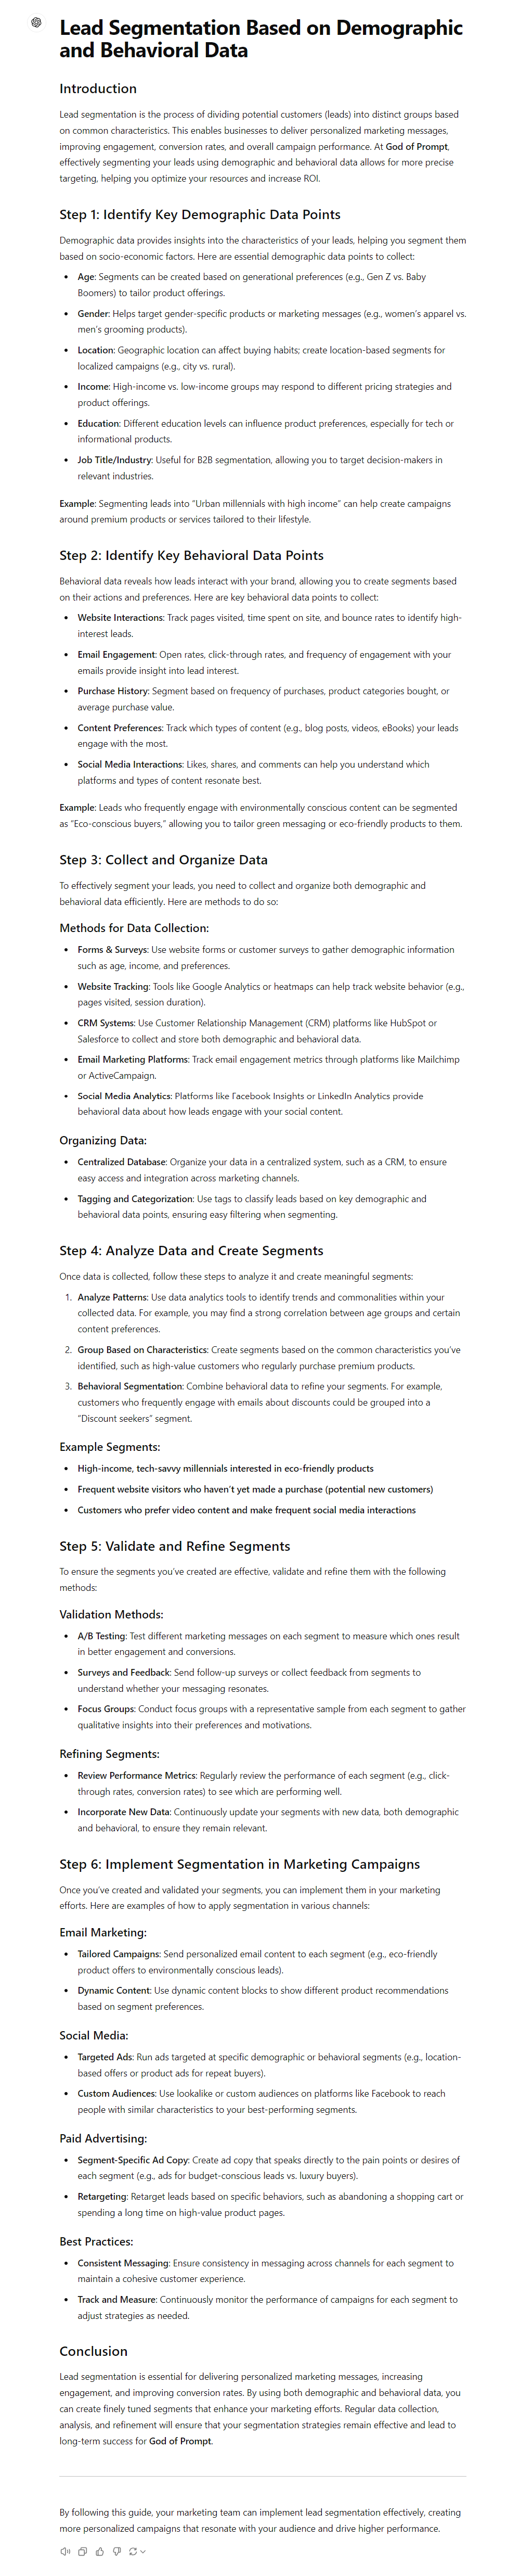 Lead Segmentation Based on Demographic
and Behavioral Data
Introduction
Lead segmentation is the process of dividing potential customers (leads) into distinct groups based
on common characteristics. This enables businesses to deliver personalized marketing messages,
improving engagement, conversion rates, and overall campaign performance. At God of Prompt,
effectively segmenting your leads using demographic and behavioral data allows for more precise
targeting, helping you optimize your resources and increase ROI.
Step 1: Identify Key Demographic Data Points
Demographic data provides insights into the characteristics of your leads, helping you segment them
based on socio-economic factors. Here are essential demographic data points to collect:
• Age: Segments can be created based on generational preferences (e.g., Gen Z vs. Baby
Boomers) to tailor product offerings.
• Gender: Helps target gender-specific products or marketing messages (e.g., women's apparel vs.
men's grooming products).
• Location: Geographic location can affect buying habits; create location-based segments for
localized campaigns (e.g., city vs. rural).
• Income: High-income vs. low-income groups may respond to different pricing strategies and
product offerings.
• Education: Different education levels can influence product preferences, especially for tech or
informational products.
• Job Title/Industry: Useful for B2B segmentation, allowing you to target decision-makers in
relevant industries.
Example: Segmenting leads into "Urban millennials with high income" can help create campaigns
around premium products or services tailored to their lifestyle.
Step 2: Identify Key Behavioral Data Points
Behavioral data reveals how leads interact with your brand, allowing you to create segments based
on their actions and preferences. Here are key behavioral data points to collect:
• Website Interactions: Track pages visited, time spent on site, and bounce rates to identify high-
interest leads.
• Email Engagement: Open rates, click-through rates, and frequency of engagement with your
emails provide insight into lead interest.
• Purchase History: Segment based on frequency of purchases, product categories bought, or
average purchase value.
• Content Preferences: Track which types of content (e.g., blog posts, videos, eBooks) your leads
engage with the most.
• Social Media Interactions: Likes, shares, and comments can help you understand which
platforms and types of content resonate best.
Example: Leads who frequently engage with environmentally conscious content can be segmented
as "Eco-conscious buyers," allowing you to tailor green messaging or eco-friendly products to them.
Step 3: Collect and Organize Data
To effectively segment your leads, you need to collect and organize both demographic and
behavioral data efficiently. Here are methods to do so:
Methods for Data Collection:
• Forms & Surveys: Use website forms or customer surveys to gather demographic information
such as age, income, and preferences.
• Website Tracking: Tools like Google Analytics or heatmaps can help track website behavior (e.g.,
pages visited, session duration).
• CRM Systems: Use Customer Relationship Management (CRM) platforms like HubSpot or
Salesforce to collect and store both demographic and behavioral data.
• Email Marketing Platforms: Track email engagement metrics through platforms like Mailchimp
or ActiveCampaign.
• Social Media Analytics: Platforms like Facebook Insights or LinkedIn Analytics provide
behavioral data about how leads engage with your social content.
Organizing Data:
• Centralized Database: Organize your data in a centralized system, such as a CRM, to ensure
easy access and integration across marketing channels.
• Tagging and Categorization: Use tags to classify leads based on key demographic and
behavioral data points, ensuring easy filtering when segmenting.
Step 4: Analyze Data and Create Segments
Once data is collected, follow these steps to analyze it and create meaningful segments:
1. Analyze Patterns: Use data analytics tools to identify trends and commonalities within your
collected data. For example, you may find a strong correlation between age groups and certain
content preferences.
2. Group Based on Characteristics: Create segments based on the common characteristics you've
identified, such as high-value customers who regularly purchase premium products.
3. Behavioral Segmentation: Combine behavioral data to refine your segments. For example,
customers who frequently engage with emails about discounts could be grouped into a
"Discount seekers" segment.
Example Segments:
• High-income, tech-savvy millennials interested in eco-friendly products
• Frequent website visitors who haven't yet made a purchase (potential new customers)
• Customers who prefer video content and make frequent social media interactions
Step 5: Validate and Refine Segments
To ensure the segments you've created are effective, validate and refine them with the following
methods:
Validation Methods:
• A/B Testing: Test different marketing messages on each segment to measure which ones result
in better engagement and conversions.
• Surveys and Feedback: Send follow-up surveys or collect feedback from segments to
understand whether your messaging resonates.
• Focus Groups: Conduct focus groups with a representative sample from each segment to gather
qualitative insights into their preferences and motivations.
Refining Segments:
• Review Performance Metrics: Regularly review the performance of each segment (e.g., click-
through rates, conversion rates) to see which are performing well.
• Incorporate New Data: Continuously update your segments with new data, both demographic
and behavioral, to ensure they remain relevant.
Step 6: Implement Segmentation in Marketing Campaigns
Once you've created and validated your segments, you can implement them in your marketing
efforts. Here are examples of how to apply segmentation in various channels:
Email Marketing:
• Tailored Campaigns: Send personalized email content to each segment (e.g., eco-friendly
product offers to environmentally conscious leads).
• Dynamic Content: Use dynamic content blocks to show different product recommendations
based on segment preferences.
Social Media:
• Targeted Ads: Run ads targeted at specific demographic or behavioral segments (e.g., location-
based offers or product ads for repeat buyers).
• Custom Audiences: Use lookalike or custom audiences on platforms like Facebook to reach
people with similar characteristics to your best-performing segments.
Paid Advertising:
• Segment-Specific Ad Copy: Create ad copy that speaks directly to the pain points or desires of
each segment (e.g., ads for budget-conscious leads vs. luxury buyers).
• Retargeting: Retarget leads based on specific behaviors, such as abandoning a shopping cart or
spending a long time on high-value product pages.
Best Practices:
• Consistent Messaging: Ensure consistency in messaging across channels for each segment to
maintain a cohesive customer experience.
• Track and Measure: Continuously monitor the performance of campaigns for each segment to
adjust strategies as needed.
Conclusion
Lead segmentation is essential for delivering personalized marketing messages, increasing
engagement, and improving conversion rates. By using both demographic and behavioral data, you
can create finely tuned segments that enhance your marketing efforts. Regular data collection,
analysis, and refinement will ensure that your segmentation strategies remain effective and lead to
long-term success for God of Prompt.
By following this guide, your marketing team can implement lead segmentation effectively, creating
more personalized campaigns that resonate with your audience and drive higher performance.